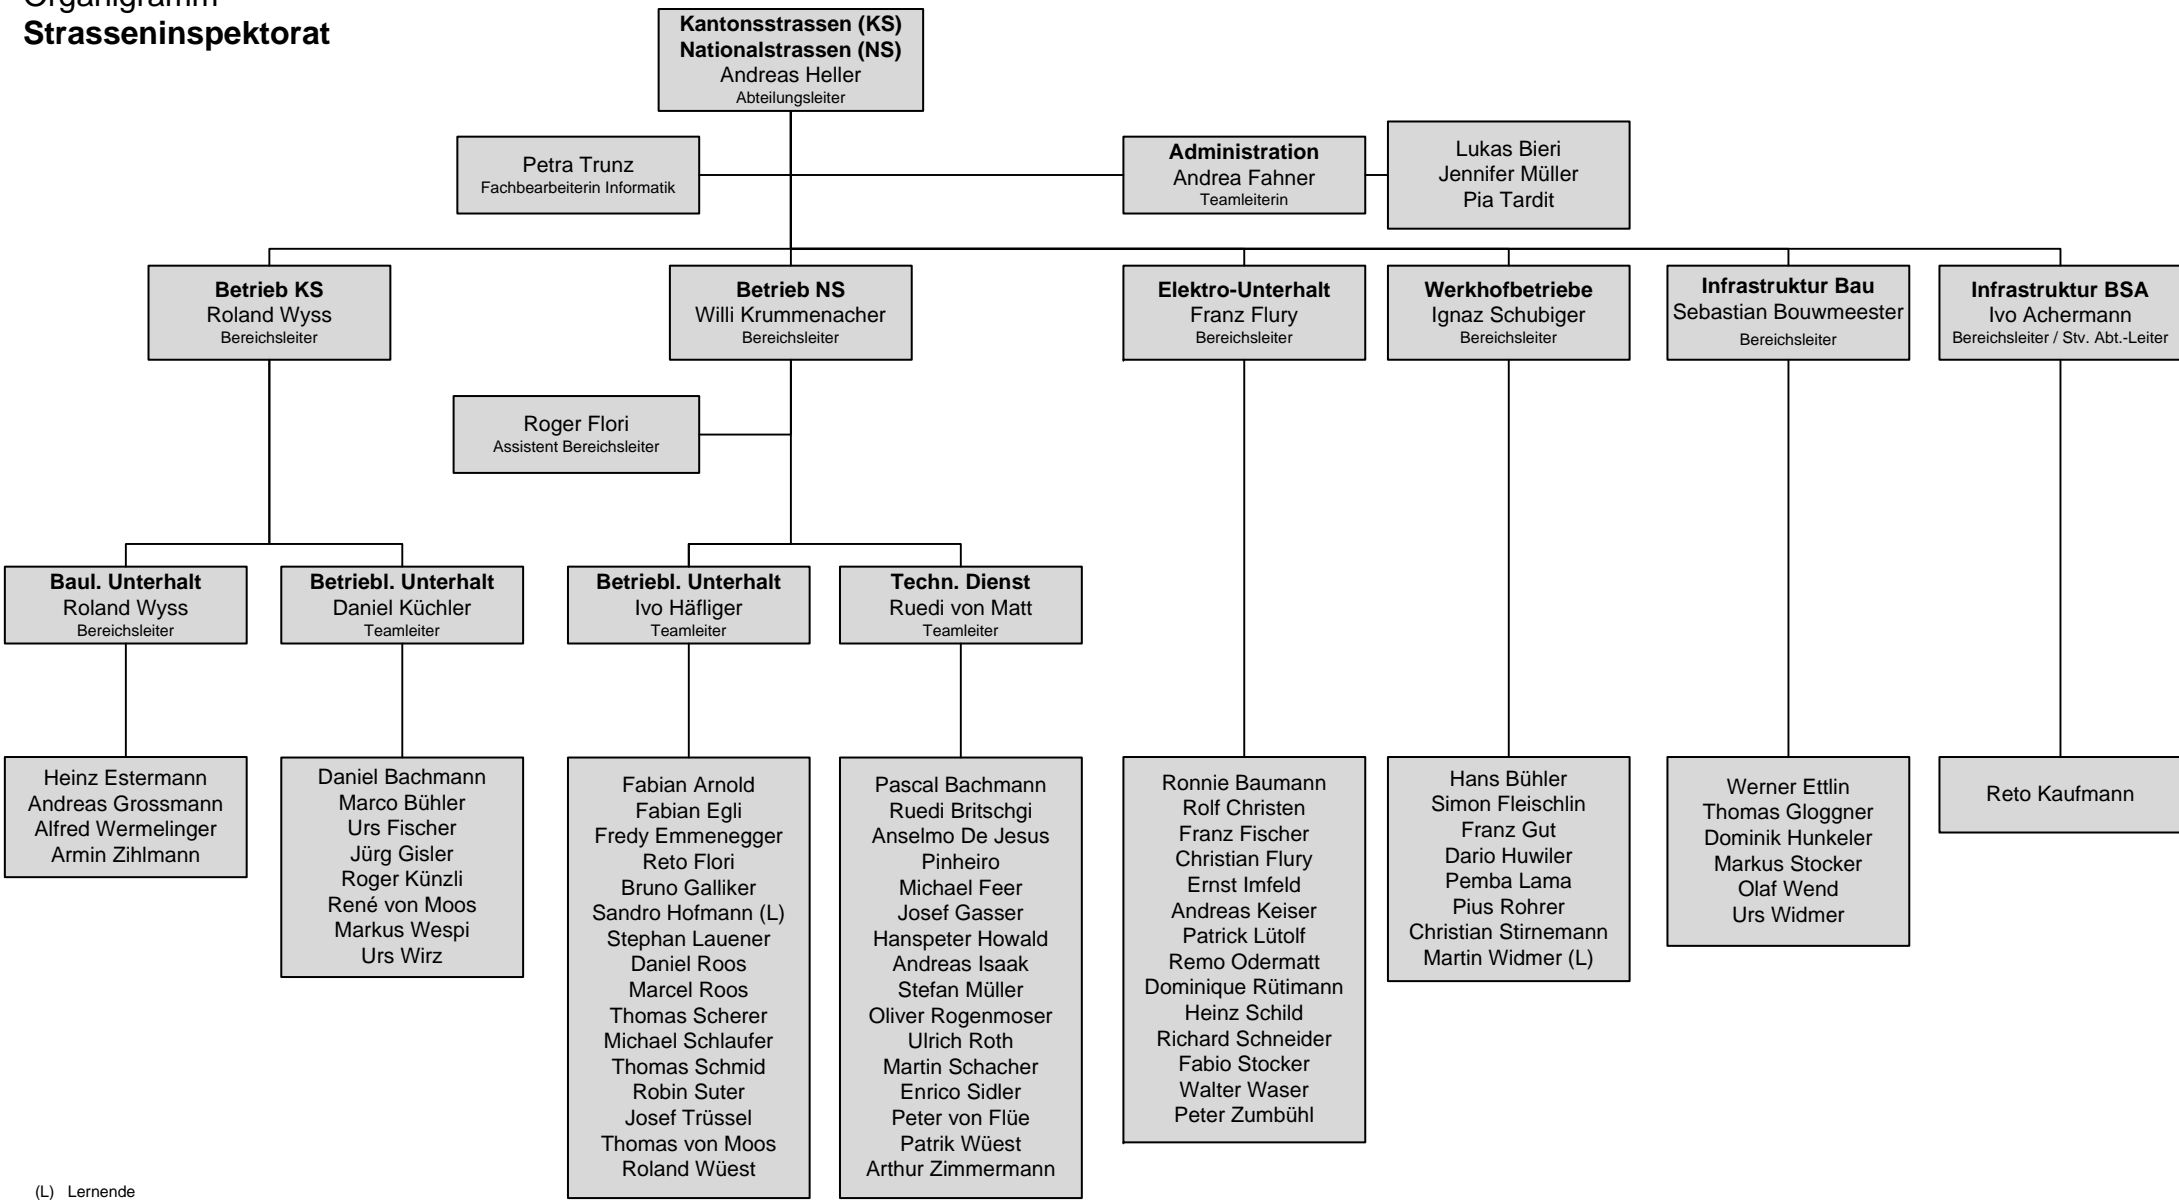 Organigramm
Strasseninspektorat
Kantonsstrassen (KS)
Nationalstrassen (NS)
Andreas Heller
Abteilungsleiter
Petra Trunz
Fachbearbeiterin Informatik
Administration
Andrea Fahner
Teamleiterin
Lukas Bieri
Jennifer Müller
Pia Tardit
Betrieb KS
Roland Wyss
Bereichsleiter
Betrieb NS
Willi Krummenacher
Bereichsleiter
Elektro-Unterhalt
Franz Flury
Bereichsleiter
Werkhofbetriebe
Ignaz Schubiger
Bereichsleiter
Infrastruktur Bau
Sebastian Bouwmeester
Bereichsleiter
Infrastruktur BSA
Ivo Achermann
Bereichsleiter / Stv. Abt.-Leiter
Roger Flori
Assistent Bereichsleiter
Baul. Unterhalt
Roland Wyss
Bereichsleiter
Betriebl. Unterhalt
Daniel Küchler
Teamleiter
Betriebl. Unterhalt
Ivo Häfliger
Teamleiter
Techn. Dienst
Ruedi von Matt
Teamleiter
Heinz Estermann
Andreas Grossmann
Alfred Wermelinger
Armin Zihlmann
Daniel Bachmann
Marco Bühler
Urs Fischer
Jürg Gisler
Roger Künzli
René von Moos
Markus Wespi
Urs Wirz
Fabian Arnold
Fabian Egli
Fredy Emmenegger
Reto Flori
Bruno Galliker
Sandro Hofmann (L)
Stephan Lauener
Daniel Roos
Marcel Roos
Thomas Scherer
Michael Schlaufer
Thomas Schmid
Robin Suter
Josef Trüssel
Thomas von Moos
Roland Wüest
Pascal Bachmann
Ruedi Britschgi
Anselmo De Jesus
Pinheiro
Michael Feer
Josef Gasser
Hanspeter Howald
Andreas Isaak
Stefan Müller
Oliver Rogenmoser
Ulrich Roth
Martin Schacher
Enrico Sidler
Peter von Flüe
Patrik Wüest
Arthur Zimmermann
Ronnie Baumann
Rolf Christen
Franz Fischer
Christian Flury
Ernst Imfeld
Andreas Keiser
Patrick Lütolf
Remo Odermatt
Dominique Rütimann
Heinz Schild
Richard Schneider
Fabio Stocker
Walter Waser
Peter Zumbühl
Hans Bühler
Simon Fleischlin
Franz Gut
Dario Huwiler
Pemba Lama
Pius Rohrer
Christian Stirnemann
Martin Widmer (L)
Werner Ettlin
Thomas Gloggner
Dominik Hunkeler
Markus Stocker
Olaf Wend
Urs Widmer
Reto Kaufmann
(L) Lernende